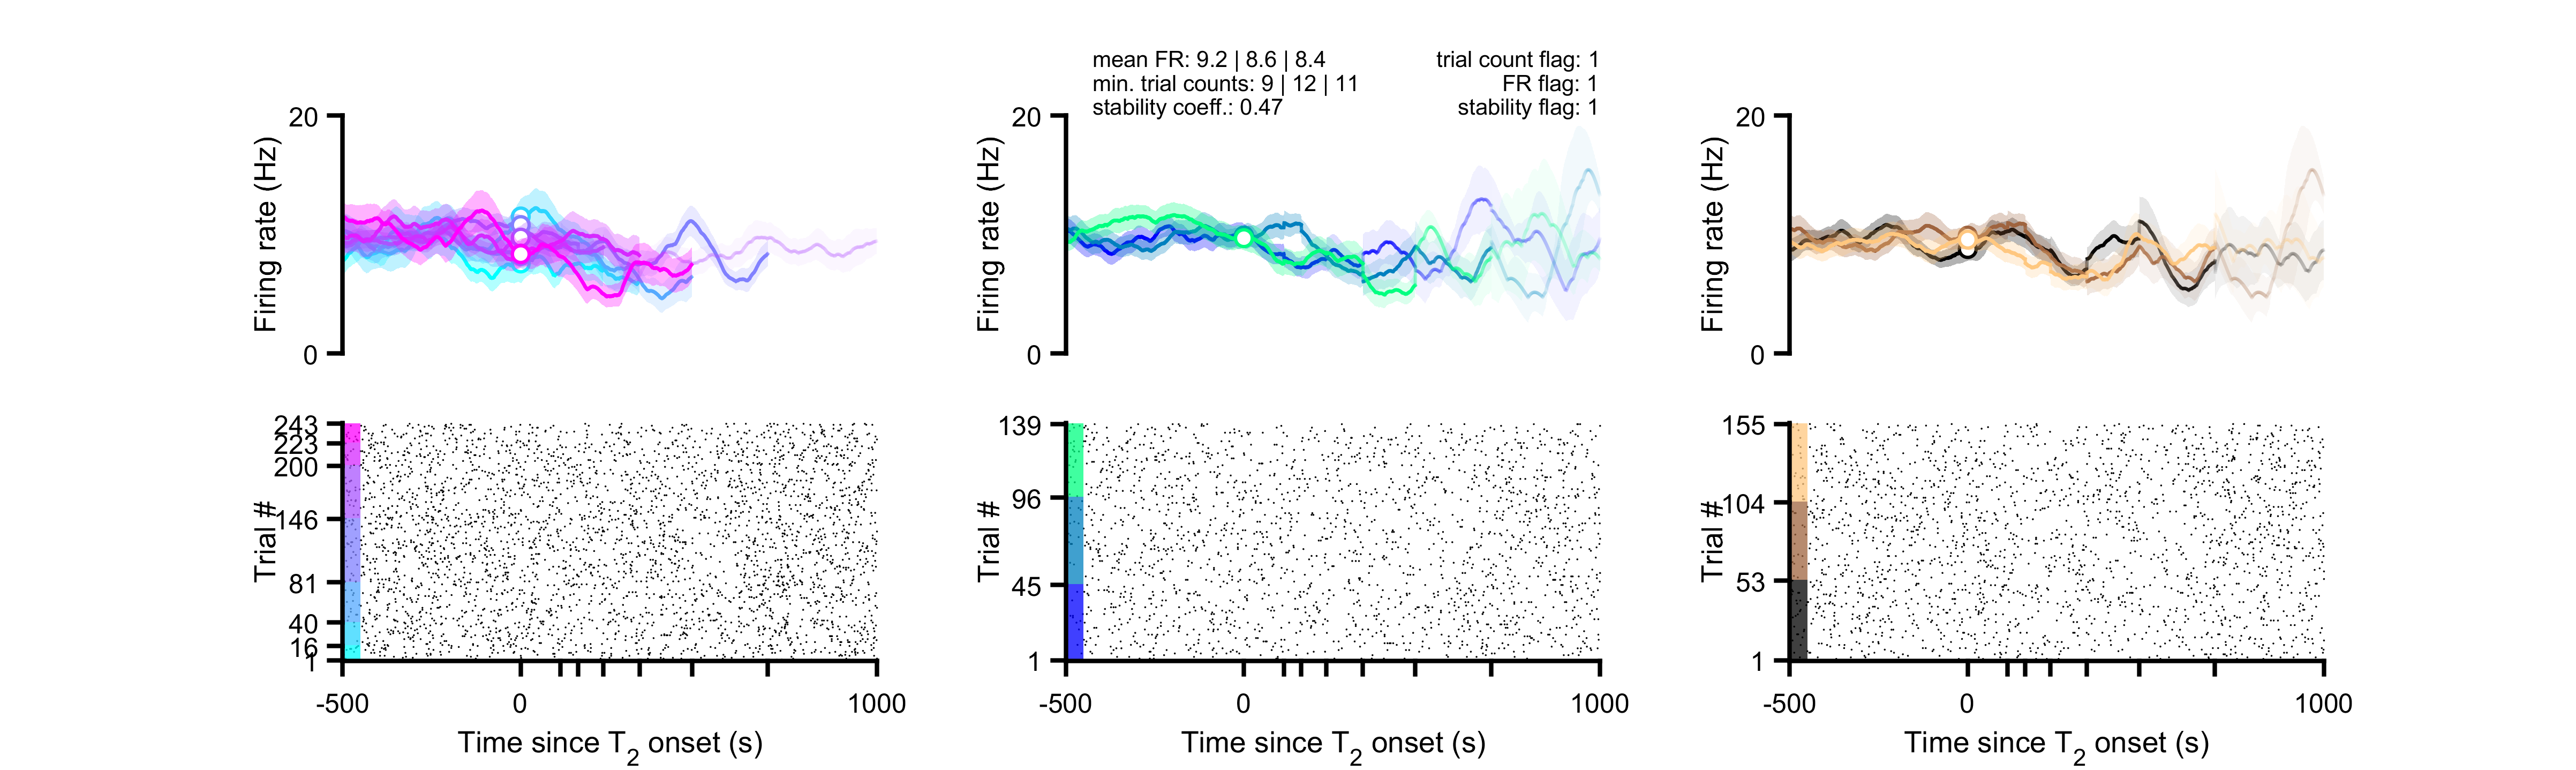 mean FR: 9.2 | 8.6 | 8.4
min. trial counts: 9 | 12 | 11
stability coeff.: 0.47
trial count flag: 1
FR flag: 1
stability flag: 1
20
Firing rate (Hz)
0
20
Firing rate (Hz)
0
20
Firing rate (Hz)
0
243
223
200
146
81
40
16
1
Trial #
-500
0
1000
Time since T2 onset (s)
139
96
45
1
Trial #
-500
0
1000
Time since T2 onset (s)
155
104
53
1
Trial #
-500
0
1000
Time since T2 onset (s)